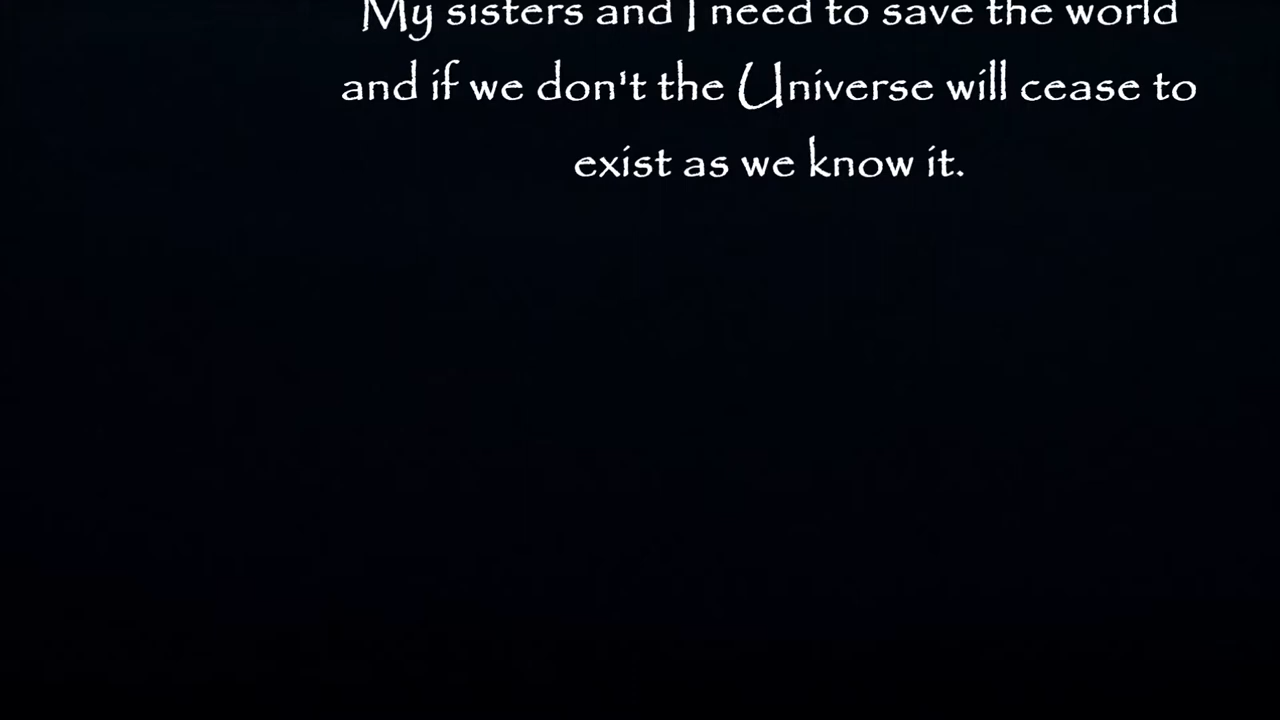 My sisters and I need to save the world
and if we don't the Universe will cease to
exist as we know it.